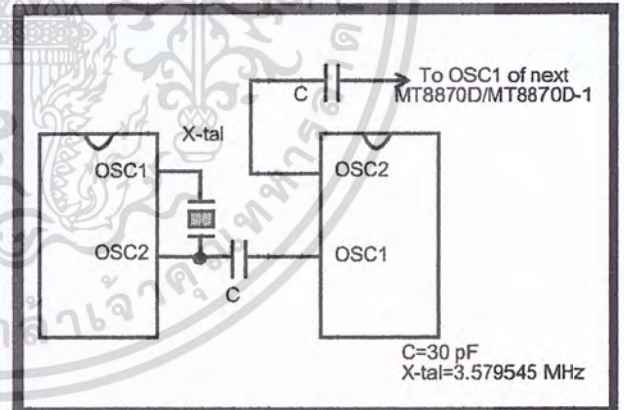 To OSC1 of next
MT8870D/MT8870D-1
C
X-tal
OSC1
OSC2
OSC2
OSC1
C
C=30 pF
X-tal=3.579545 MHz